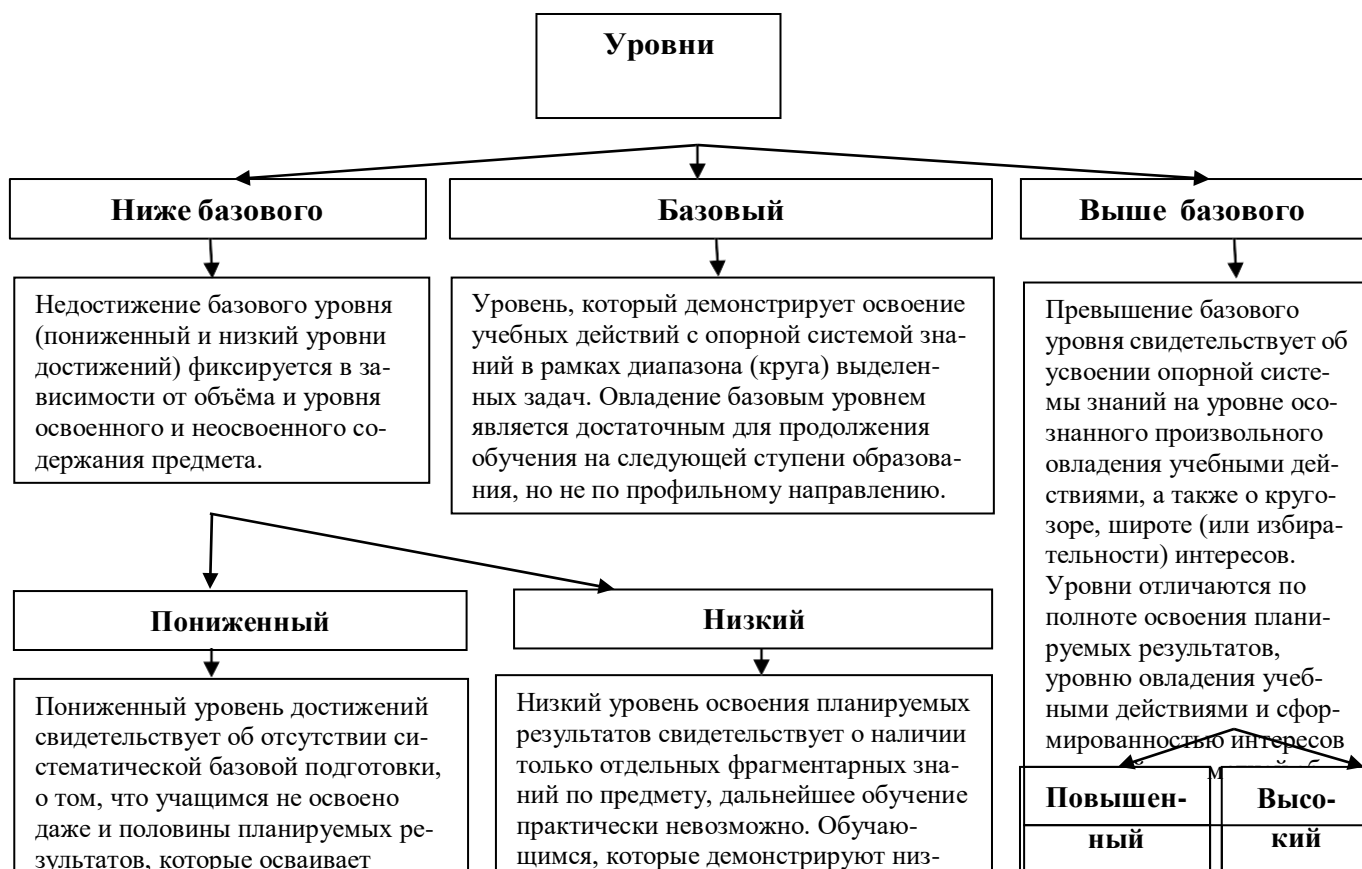 Уровни
Ниже базового
Базовый
Выше базового
Недостижение базового уровня
(пониженный и низкий уровни
достижений) фиксируется в за-
висимости от объёма и уровня
освоенного и неосвоенного со-
держания предмета.
Уровень, который демонстрирует освоение
учебных действий с опорной системой зна-
ний в рамках диапазона (круга) выделен-
ных задач. Овладение базовым уровнем
является достаточным для продолжения
обучения на следующей ступени образова-
ния, но не по профильному направлению.
Превышение базового
уровня свидетельствует об
усвоении опорной систе-
мы знаний на уровне осо-
знанного произвольного
овладения учебными дей-
ствиями, а также о круго-
зоре, широте (или избира-
тельности) интересов.
Уровни отличаются по
полноте освоения плани-
руемых результатов,
уровню овладения учеб-
ными действиями и сфор-
мированностью интересов
Пониженный
Низкий
Пониженный уровень достижений
свидетельствует об отсутствии си-
стематической базовой подготовки,
о том, что учащимся не освоено
даже и половины планируемых ре-
зультатов, которые осваивает
Низкий уровень освоения планируемых
результатов свидетельствует о наличии
только отдельных фрагментарных зна-
ний по предмету, дальнейшее обучение
практически невозможно. Обучаю-
щимся, которые демонстрируют низ-
Повышен-
ный
Высо-
кий